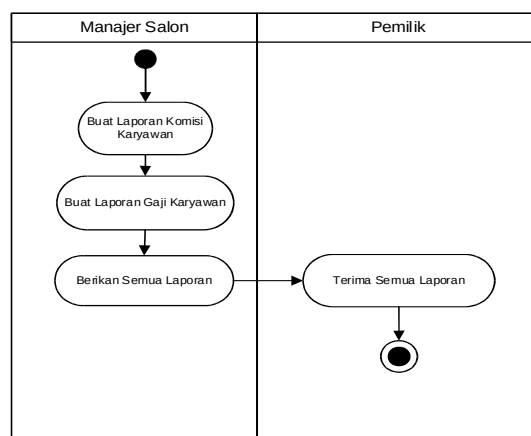 Manajer Salon
Pemilik
Buat Laporan Komisi
Karyawan
Buat Laporan Gaji Karyawan
Berikan Semua Laporan
Terima Semua Laporan